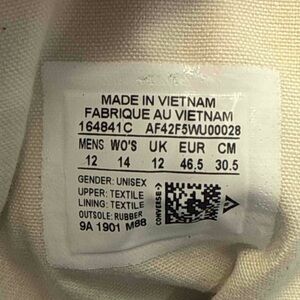 MADE IN VIETNAM
FABRIQUE AU VIETNAM
164841C AF42F5WU00028
MENS WO'S UK EUR CM
12 14 12 46.5 30.5
GENDER: UNISEX
UPPER: TEXTILE
LINING: TEXTILE
OUTSOLE: RUBBER
9A 1901 M68
CONVERSE